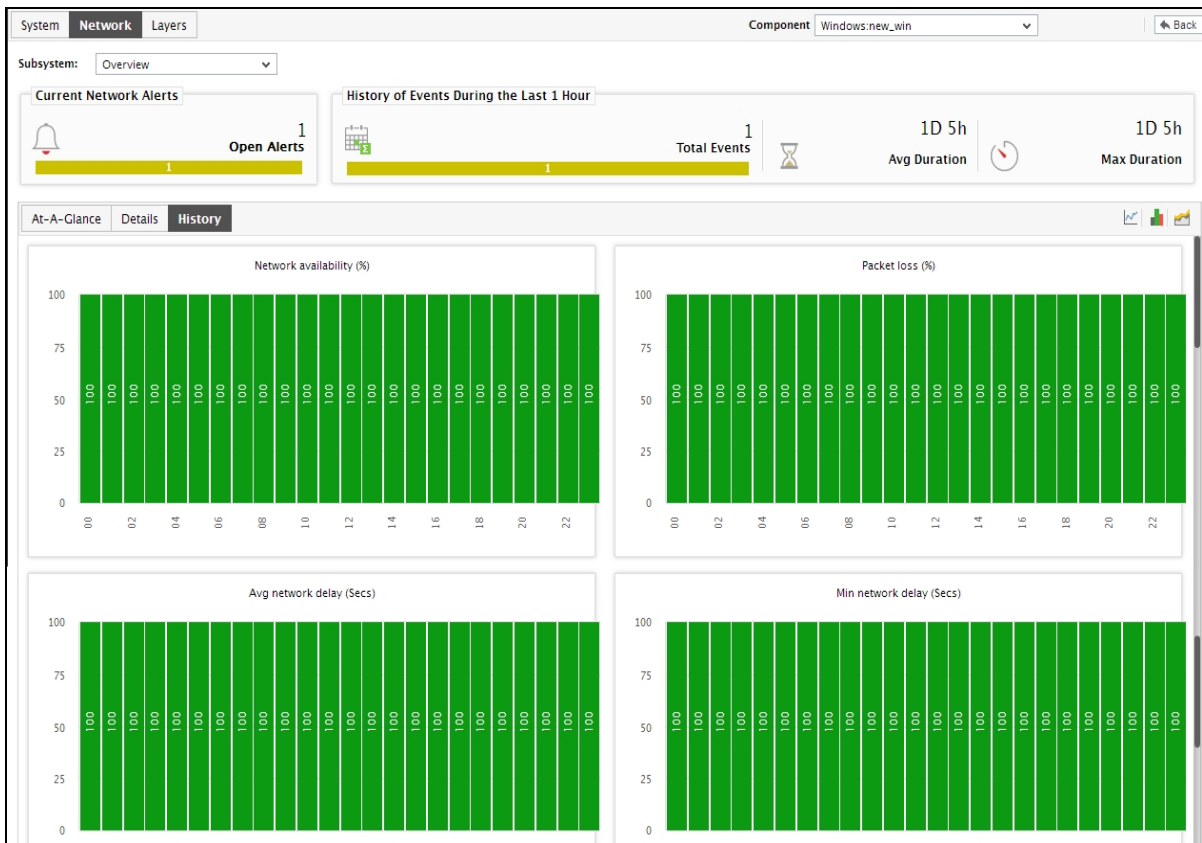 System Network Layers Component Windows:new_win Back
Subsystem: Overview
Current Network Alerts History of Events During the Last 1 Hour
1 1 1D 5h 1D 5h
Open Alerts Total Events Avg Duration Max Duration
1 1
At-A-Glance Details History
Network availability (%)
100
75
50
25
0
100 100 100 100 100 100 100 100 100 100 100 100 100 100 100 100 100 100 100 100 100 100 100 100
00 02 04 06 08 10 12 14 16 18 20 22
Packet loss (%)
100
75
50
25
0
100 100 100 100 100 100 100 100 100 100 100 100 100 100 100 100 100 100 100 100 100 100 100 100
00 02 04 06 08 10 12 14 16 18 20 22
Avg network delay (Secs)
100
75
50
25
0
100 100 100 100 100 100 100 100 100 100 100 100 100 100 100 100 100 100 100 100 100 100 100 100
Min network delay (Secs)
100
75
50
25
0
100 100 100 100 100 100 100 100 100 100 100 100 100 100 100 100 100 100 100 100 100 100 100 100